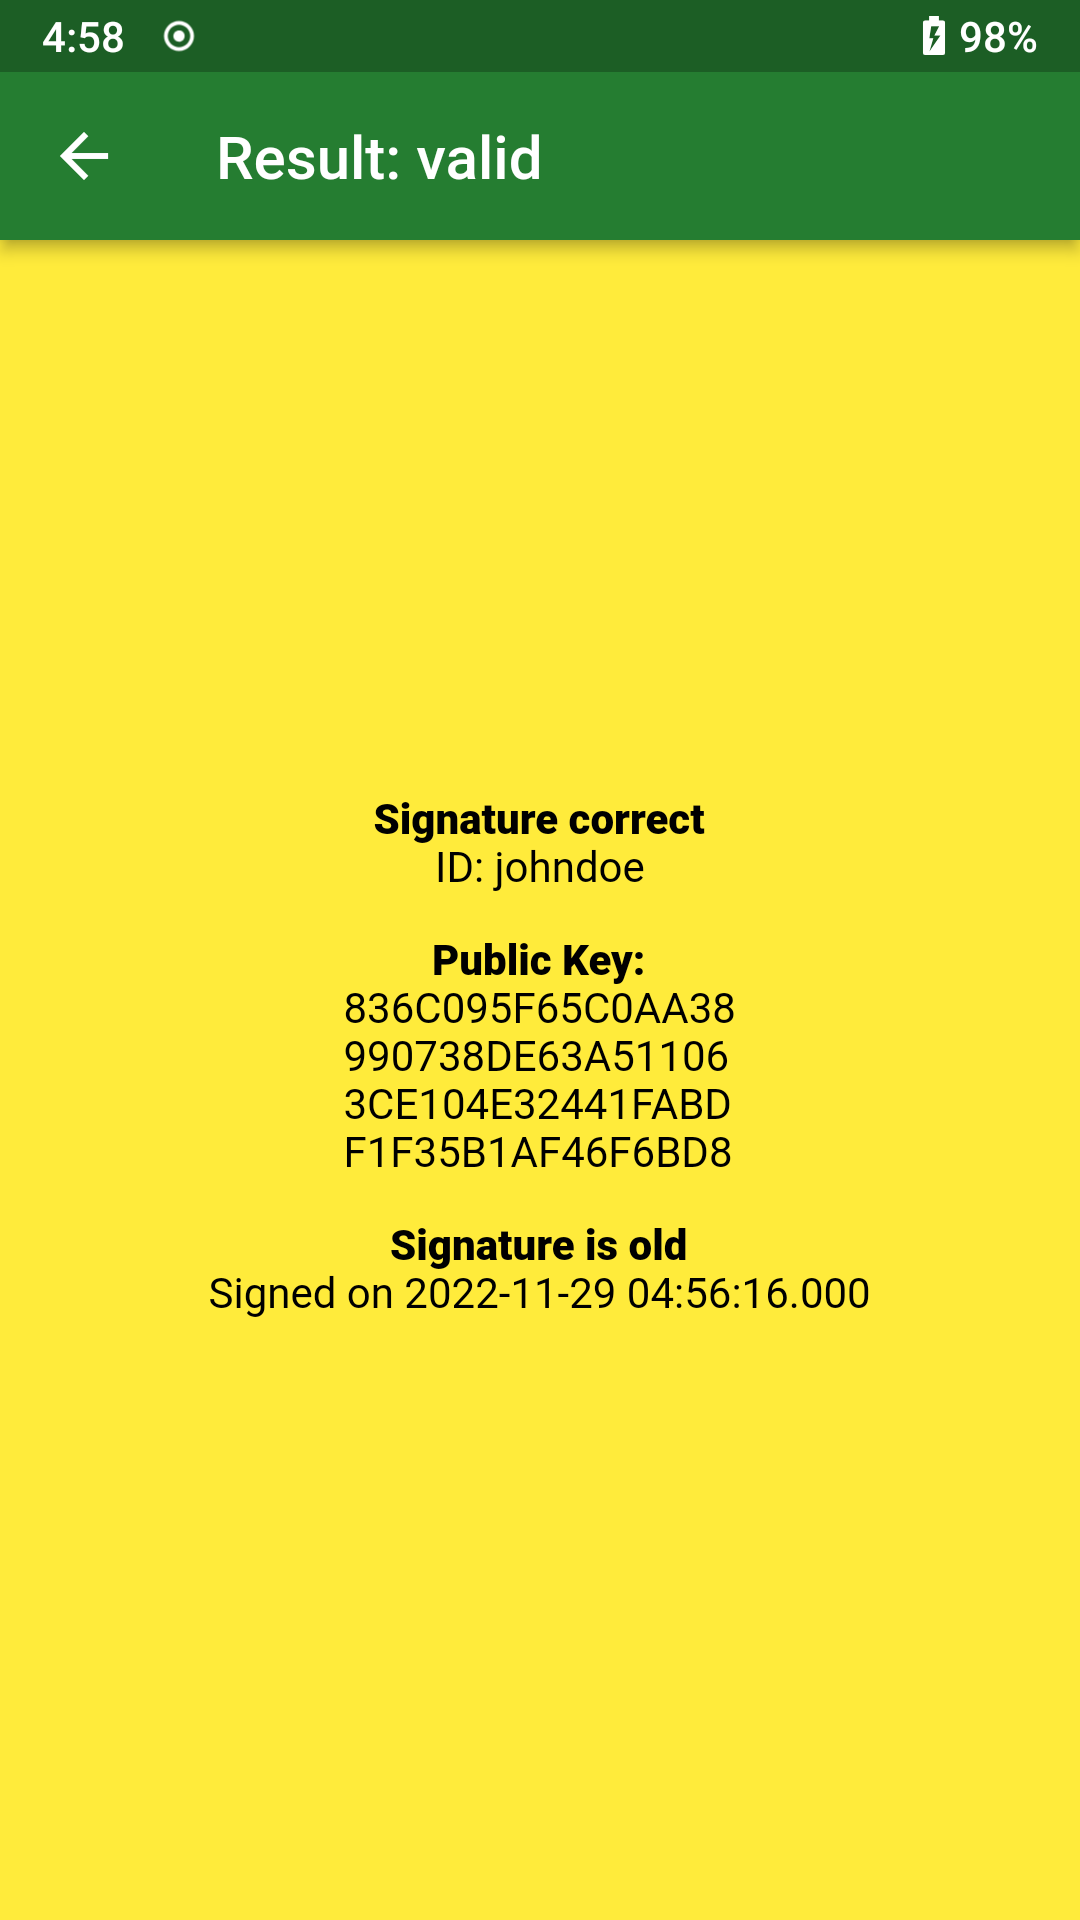 4:58
98%
Result: valid
Signature correct
ID: johndoe
Public Key:
836C095F65C0AA38
990738DE63A51106
3CE104E32441FABD
F1F35B1AF46F6BD8
Signature is old
Signed on 2022-11-29 04:56:16.000